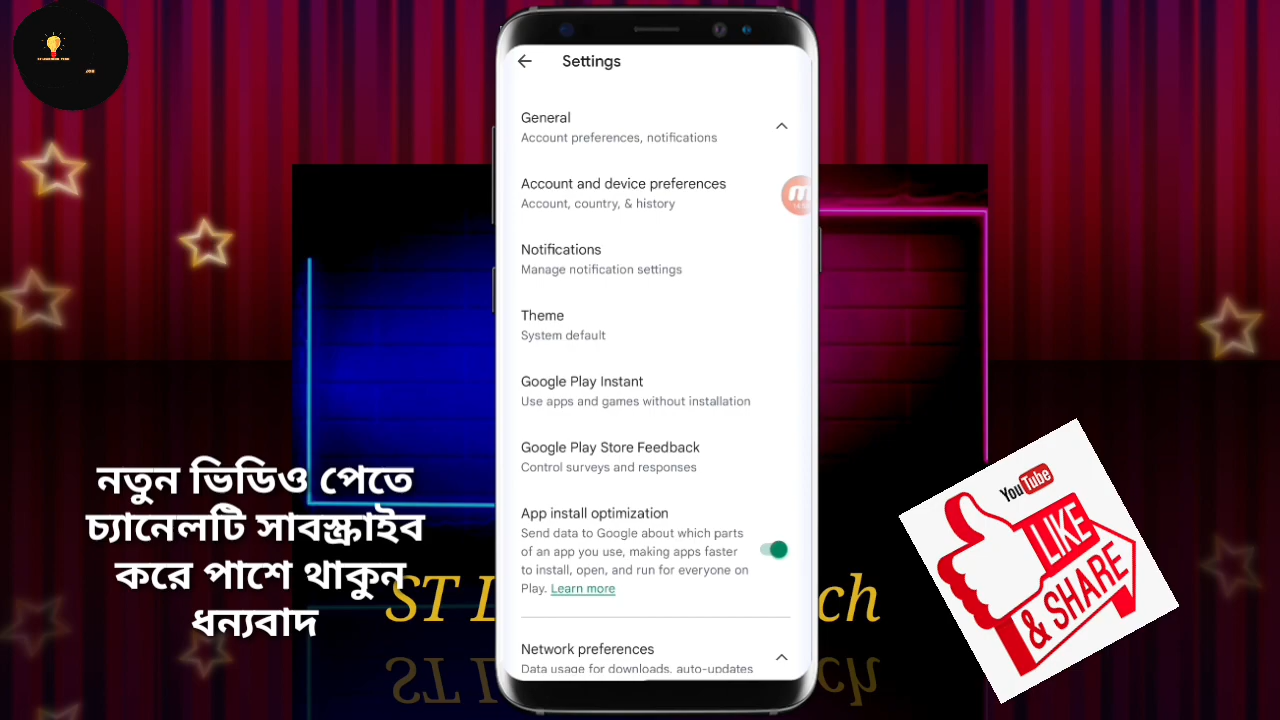 Settings
General
Account preferences, notifications
Account and device preferences
Account, country, & history
Notifications
Manage notification settings
Theme
System default
Google Play Instant
Use apps and games without installation
Google Play Store Feedback
Control surveys and responses
App install optimization
Send data to Google about which parts
of an app you use, making apps faster
to install, open, and run for everyone on
Play. Learn more
Network preferences
Data usage for downloads, auto-updates
নতুন ভিডিও পেতে
চ্যানেলটি সাবস্ক্রাইব
করে পাশে থাকুন
ধন্যবাদ
ST L
ch
YouTube
LIKE
& SHARE